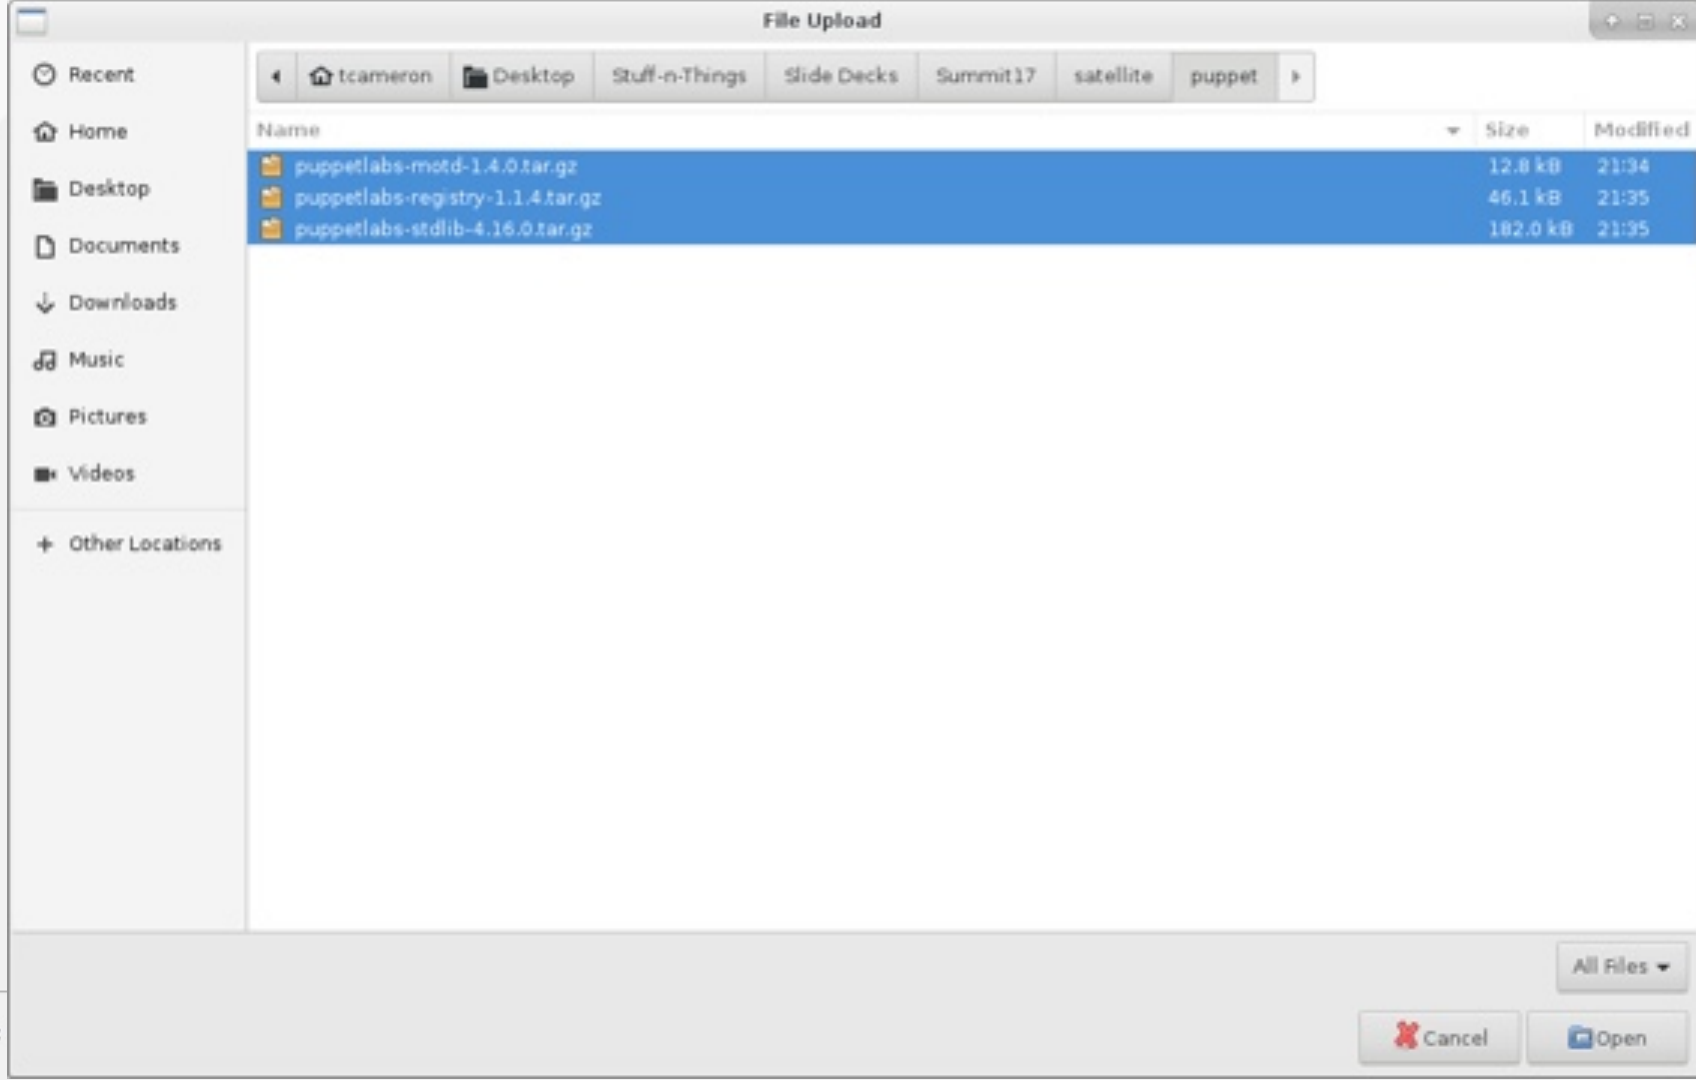 File Upload
Recent
Home
Desktop
Documents
Downloads
Music
Pictures
Videos
Other Locations
tcameron Desktop Stuff-n-Things Slide Decks Summit17 satellite puppet
Name Size Modified
puppetlabs-motd-1.4.0.tar.gz 12.8 kB 21:34
puppetlabs-registry-1.1.4.tar.gz 46.1 kB 21:35
puppetlabs-stdlib-4.16.0.tar.gz 182.0 kB 21:35
All Files
Cancel Open